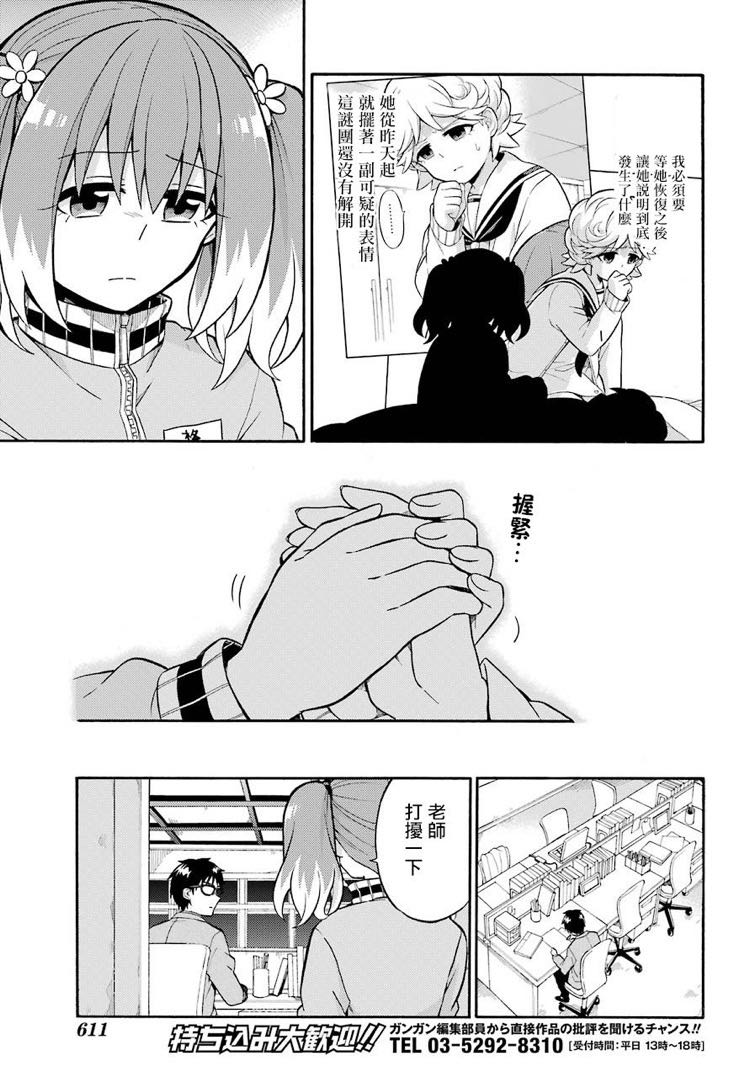 我必須要
等她恢復之後
讓她説明到底
發生了什麼
她從昨天起
就擺著一副可疑的表情
這謎團還沒有解開
………
握緊…
老師
打擾一下
611
持ち込み大歓迎!!
ガンガン編集部員から直接作品の批評を聞けるチャンス!!
TEL 03-5292-8310 [受付時間:平日 13時～18時]